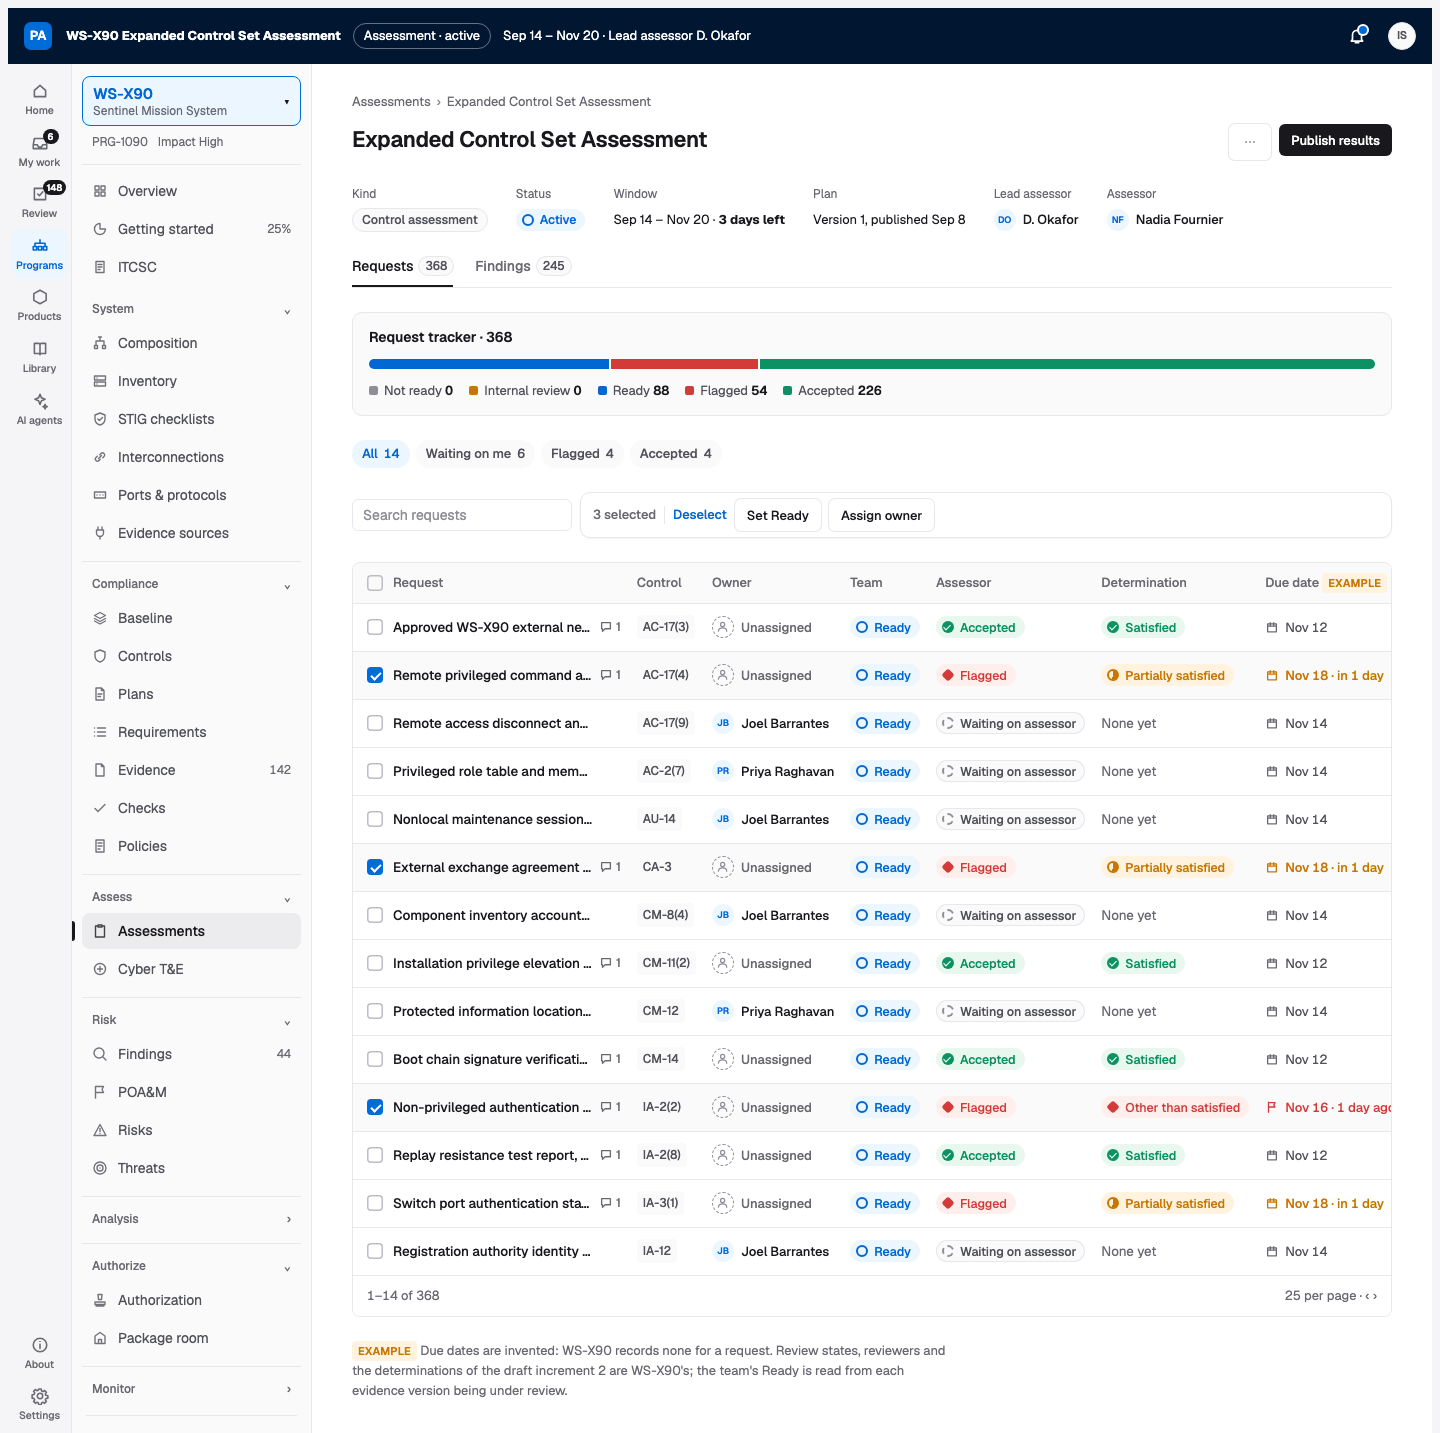 PA WS-X90 Expanded Control Set Assessment Assessment · active Sep 14 – Nov 20 · Lead assessor D. Okafor IS
Home
My work 6
Review 148
Programs
Products
Library
AI agents
About
Settings
WS-X90
Sentinel Mission System
PRG-1090 Impact High
Overview
Getting started 25%
ITCSC
System
Composition
Inventory
STIG checklists
Interconnections
Ports & protocols
Evidence sources
Compliance
Baseline
Controls
Plans
Requirements
Evidence 142
Checks
Policies
Assess
Assessments
Cyber T&E
Risk
Findings 44
POA&M
Risks
Threats
Analysis
Authorize
Authorization
Package room
Monitor
Assessments › Expanded Control Set Assessment
Expanded Control Set Assessment
... Publish results
Kind Status Window Plan Lead assessor Assessor
Control assessment Active Sep 14 – Nov 20 · 3 days left Version 1, published Sep 8 DO D. Okafor NF Nadia Fournier
Requests 368 Findings 245
Request tracker · 368
Not ready 0 Internal review 0 Ready 88 Flagged 54 Accepted 226
All 14 Waiting on me 6 Flagged 4 Accepted 4
Search requests 3 selected Deselect Set Ready Assign owner
Request Control Owner Team Assessor Determination Due date EXAMPLE
Approved WS-X90 external ne... 1 AC-17(3) Unassigned Ready Accepted Satisfied Nov 12
Remote privileged command a... 1 AC-17(4) Unassigned Ready Flagged Partially satisfied Nov 18 · in 1 day
Remote access disconnect an... AC-17(9) JB Joel Barrantes Ready Waiting on assessor None yet Nov 14
Privileged role table and mem... AC-2(7) PR Priya Raghavan Ready Waiting on assessor None yet Nov 14
Nonlocal maintenance session... AU-14 JB Joel Barrantes Ready Waiting on assessor None yet Nov 14
External exchange agreement ... 1 CA-3 Unassigned Ready Flagged Partially satisfied Nov 18 · in 1 day
Component inventory account... CM-8(4) JB Joel Barrantes Ready Waiting on assessor None yet Nov 14
Installation privilege elevation ... 1 CM-11(2) Unassigned Ready Accepted Satisfied Nov 12
Protected information location... CM-12 PR Priya Raghavan Ready Waiting on assessor None yet Nov 14
Boot chain signature verificati... 1 CM-14 Unassigned Ready Accepted Satisfied Nov 12
Non-privileged authentication ... 1 IA-2(2) Unassigned Ready Flagged Other than satisfied Nov 16 · 1 day ago
Replay resistance test report, ... 1 IA-2(8) Unassigned Ready Accepted Satisfied Nov 12
Switch port authentication sta... 1 IA-3(1) Unassigned Ready Flagged Partially satisfied Nov 18 · in 1 day
Registration authority identity ... IA-12 JB Joel Barrantes Ready Waiting on assessor None yet Nov 14
1–14 of 368 25 per page · ‹ ›
EXAMPLE Due dates are invented: WS-X90 records none for a request. Review states, reviewers and
the determinations of the draft increment 2 are WS-X90's; the team's Ready is read from each
evidence version being under review.